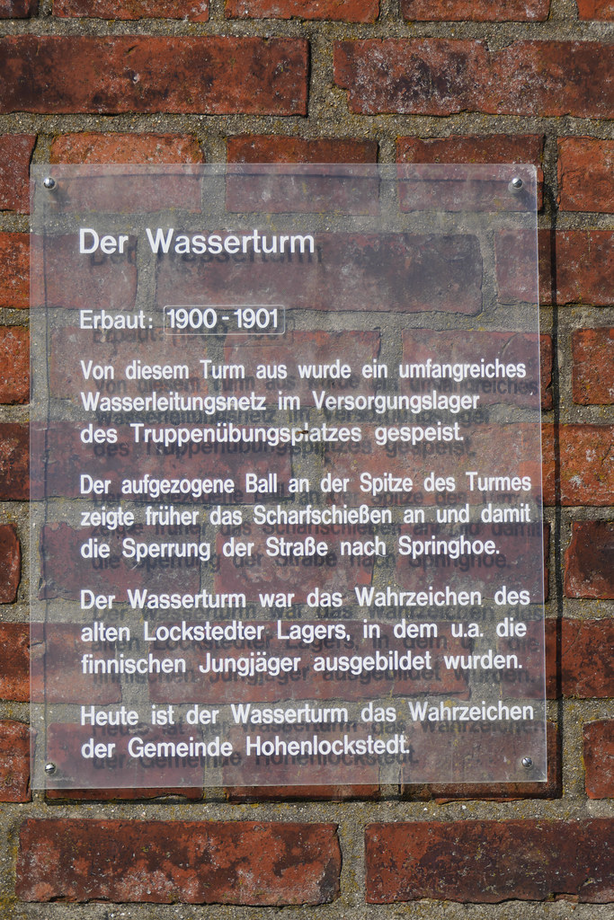 Der Wasserturm
Erbaut: 1900-1901
Von diesem Turm aus wurde ein umfangreiches
Wasserleitungsnetz im Versorgungslager
des Truppenübungsplatzes gespeist.
Der aufgezogene Ball an der Spitze des Turmes
zeigte früher das Scharfschießen an und damit
die Sperrung der Straße nach Springhoe.
Der Wasserturm war das Wahrzeichen des
alten Lockstedter Lagers, in dem u.a. die
finnischen Jungjäger ausgebildet wurden.
Heute ist der Wasserturm das Wahrzeichen
der Gemeinde Hohenlockstedt.